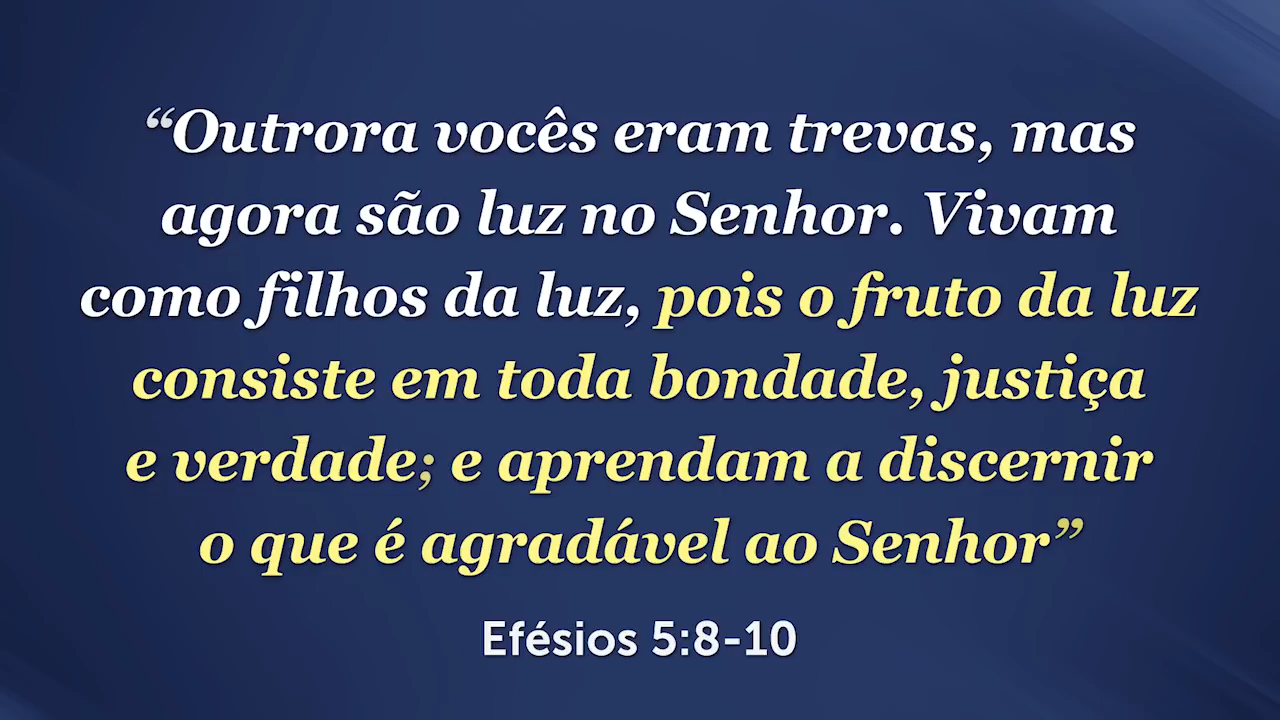 “Outrora vocês eram trevas, mas
agora são luz no Senhor. Vivam
como filhos da luz, pois o fruto da luz
consiste em toda bondade, justiça
e verdade; e aprendam a discernir
o que é agradável ao Senhor”
Efésios 5:8-10